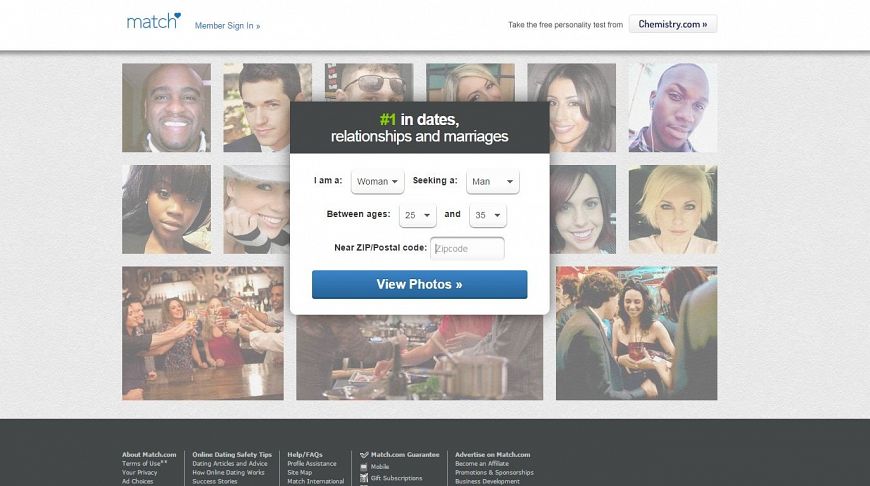 match
Member Sign In »
Take the free personality test from
Chemistry.com »
#1 in dates,
relationships and marriages
I am a: Woman Seeking a: Man
Between ages: 25 and 35
Near ZIP/Postal code: Zipcode
View Photos »
About Match.com
Terms of Use**
Your Privacy
Ad Choices
Online Dating Safety Tips
Dating Articles and Advice
How Online Dating Works
Success Stories
Help/FAQs
Profile Assistance
Site Map
Match International
Match.com Guarantee
Mobile
Gift Subscriptions
Advertise on Match.com
Become an Affiliate
Promotions & Sponsorships
Business Development